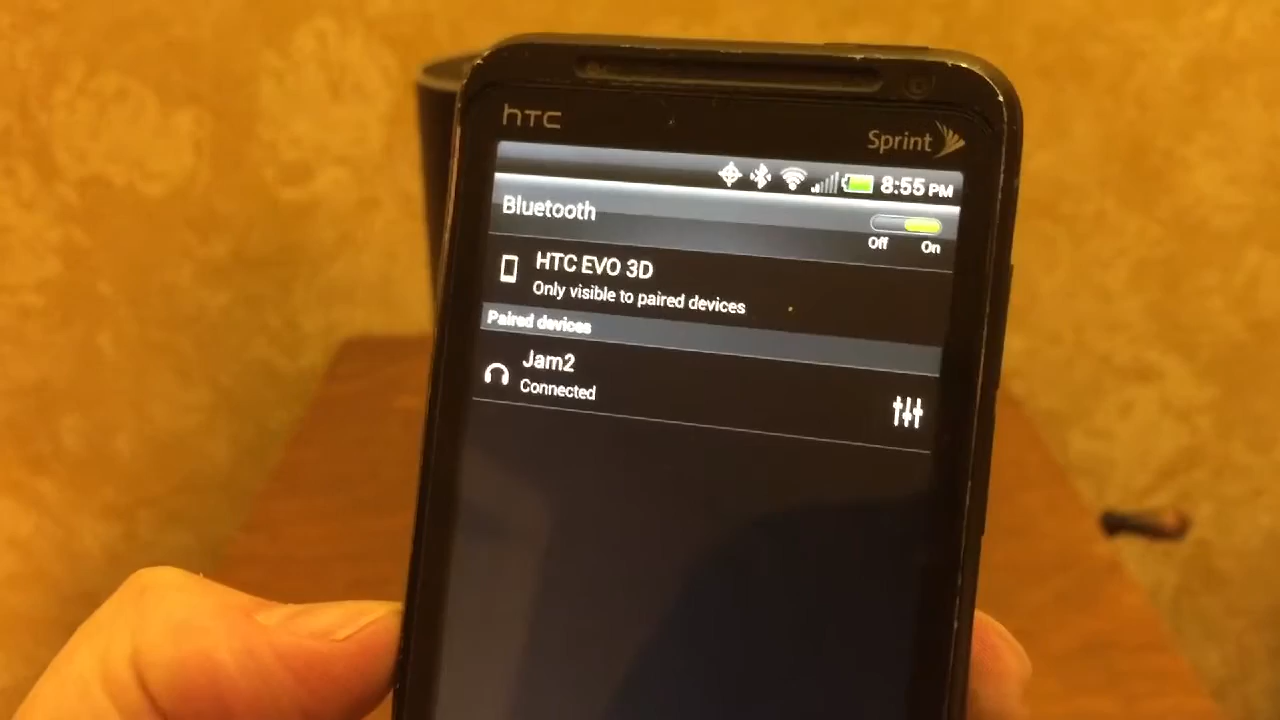 hTC
Sprint
8:55 PM
Bluetooth
Off On
HTC EVO 3D
Only visible to paired devices
Paired devices
Jam2
Connected